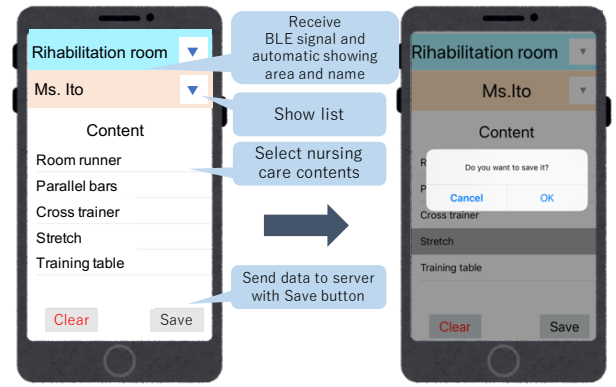 Rihabilitation room
Ms. Ito
Content
Room runner
Parallel bars
Cross trainer
Stretch
Training table
Clear
Save
Receive
BLE signal and
automatic showing
area and name
Show list
Select nursing
care contents
Send data to server
with Save button
Rihabilitation room
Ms.Ito
Content
R
P
Do you want to save it?
Cancel
OK
Cross trainer
Stretch
Training table
Clear
Save